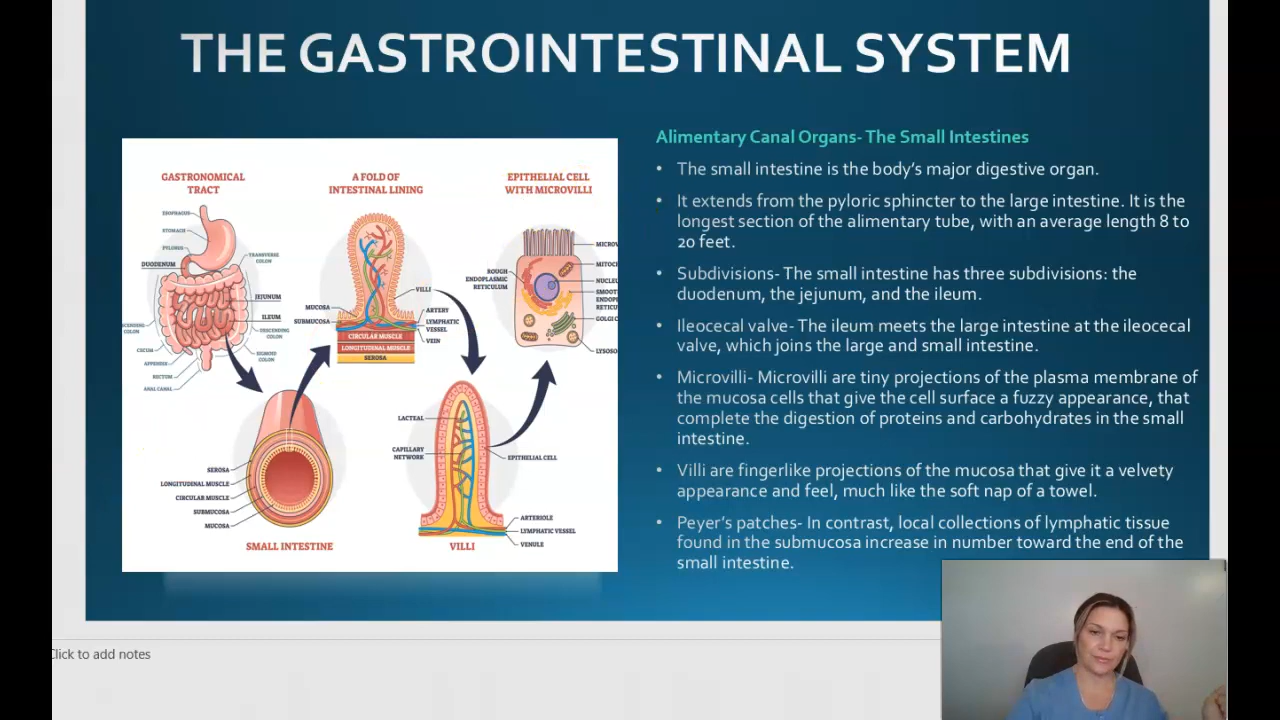 THE GASTROINTESTINAL SYSTEM
GASTRONOMICAL
TRACT
ESOPHAGUS
STOMACH
PYLORUS
DUODENUM
TRANSVERSE
COLON
JEJUNUM
ILEUM
DESCENDING
COLON
SIGMOID
COLON
CENDING
COLON
CECUM
APPENDIX
RECTUM
ANAL CANAL
SEROSA
LONGITUDINAL MUSCLE
CIRCULAR MUSCLE
SUBMUCOSA
MUCOSA
SMALL INTESTINE
A FOLD OF
INTESTINAL LINING
VILLI
MUCOSA
SUBMUCOSA
ARTERY
LYMPHATIC
VESSEL
VEIN
CIRCULAR MUSCLE
LONGITUDINAL MUSCLE
SEROSA
LACTEAL
CAPILLARY
NETWORK
EPITHELIAL CELL
ARTERIOLE
LYMPHATIC VESSEL
VENULE
VILLI
EPITHELIAL CELL
WITH MICROVILLI
ROUGH
ENDOPLASMIC
RETICULUM
MICROV
MITOC
NUCLEU
SMOOT
ENDOP
RETICU
GOLGI C
LYSOSO
Alimentary Canal Organs- The Small Intestines
• The small intestine is the body's major digestive organ.
• It extends from the pyloric sphincter to the large intestine. It is the
longest section of the alimentary tube, with an average length 8 to
20 feet.
• Subdivisions- The small intestine has three subdivisions: the
duodenum, the jejunum, and the ileum.
• Ileocecal valve- The ileum meets the large intestine at the ileocecal
valve, which joins the large and small intestine.
• Microvilli- Microvilli are tiny projections of the plasma membrane of
the mucosa cells that give the cell surface a fuzzy appearance, that
complete the digestion of proteins and carbohydrates in the small
intestine.
• Villi are fingerlike projections of the mucosa that give it a velvety
appearance and feel, much like the soft nap of a towel.
• Peyer's patches- In contrast, local collections of lymphatic tissue
found in the submucosa increase in number toward the end of the
small intestine.
Click to add notes